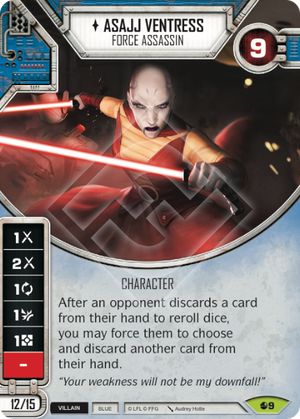 ASAJJ VENTRESS
FORCE ASSASSIN
9
1
2
1
1
1
–
12/15
CHARACTER
After an opponent discards a card
from their hand to reroll dice,
you may force them to choose
and discard another card from
their hand.
“Your weakness will not be my downfall!”
VILLAIN
BLUE
© LFL © FFG
Audrey Hotte
9